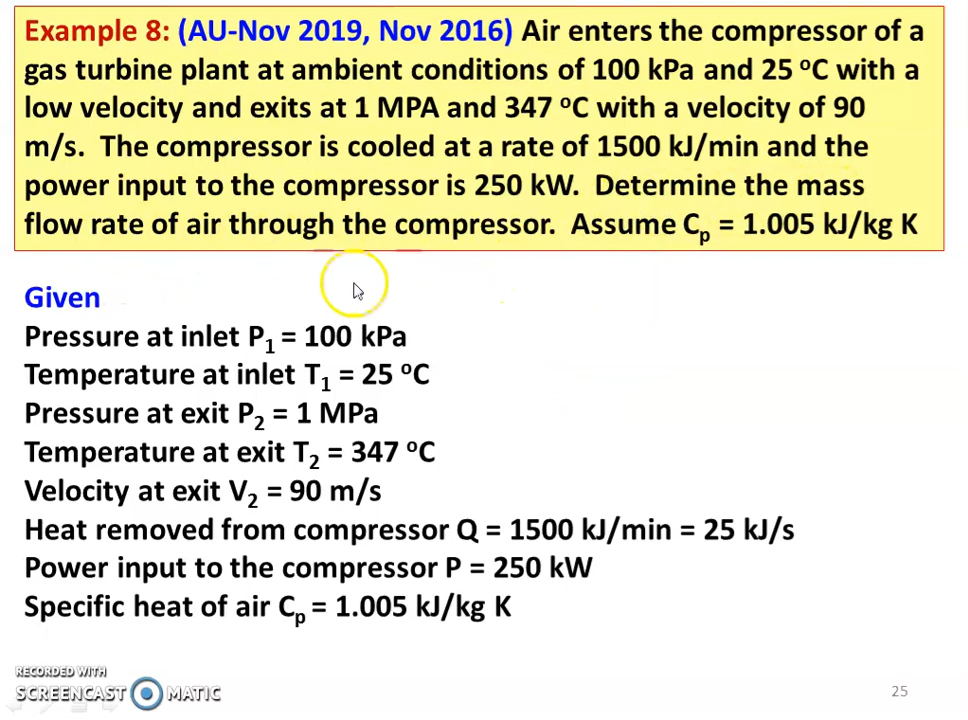 Example 8: (AU-Nov 2019, Nov 2016) Air enters the compressor of a
gas turbine plant at ambient conditions of 100 kPa and 25 ºC with a
low velocity and exits at 1 MPA and 347 ºC with a velocity of 90
m/s. The compressor is cooled at a rate of 1500 kJ/min and the
power input to the compressor is 250 kW. Determine the mass
flow rate of air through the compressor. Assume Cp = 1.005 kJ/kg K
Given
Pressure at inlet P1 = 100 kPa
Temperature at inlet T1 = 25 ºC
Pressure at exit P2 = 1 MPa
Temperature at exit T2 = 347 ºC
Velocity at exit V2 = 90 m/s
Heat removed from compressor Q = 1500 kJ/min = 25 kJ/s
Power input to the compressor P = 250 kW
Specific heat of air Cp = 1.005 kJ/kg K
RECORDED WITH
SCREENCAST MATIC
25